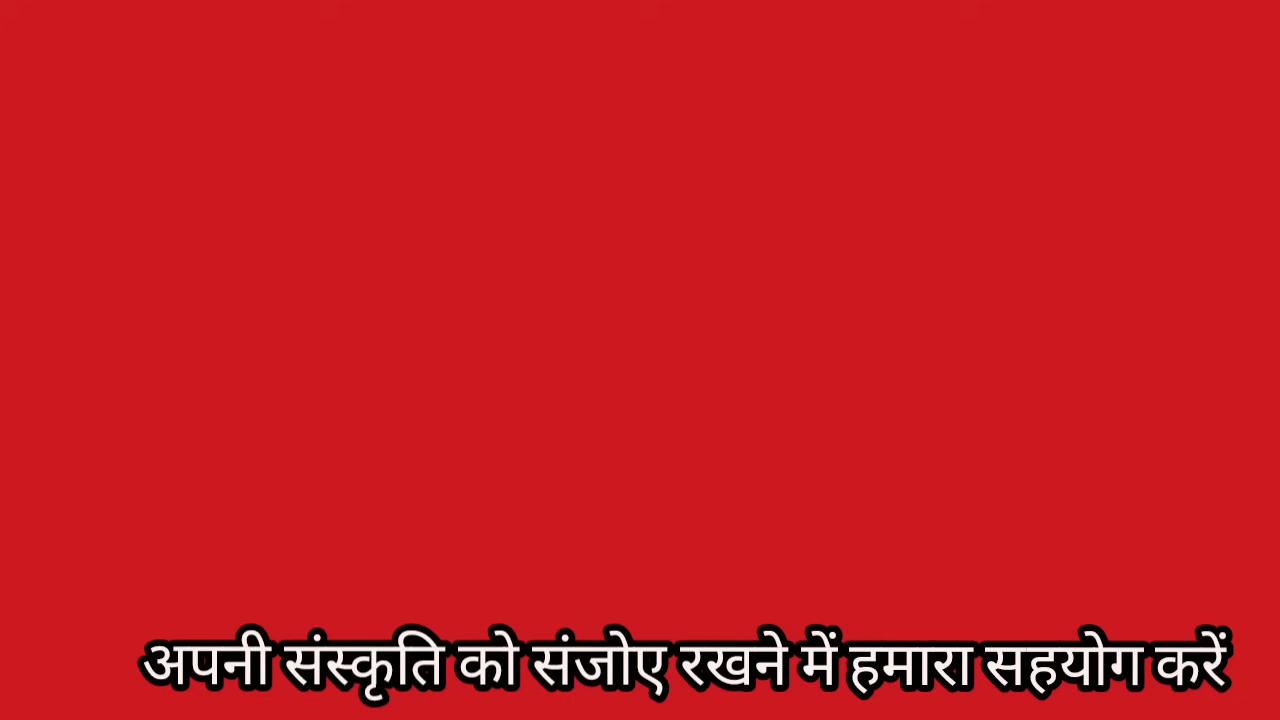 अपनी संस्कृति को संजोए रखने में हमारा सहयोग करें